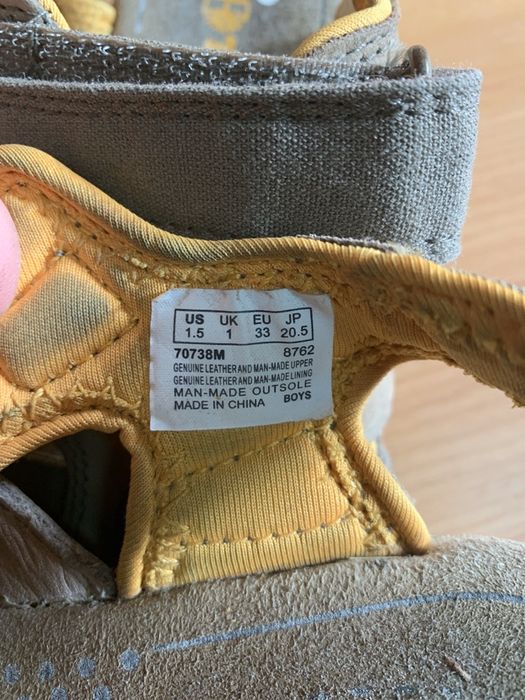 US UK EU JP
1.5 1 33 20.5
70738M 8762
GENUINE LEATHER AND MAN-MADE UPPER
GENUINE LEATHER AND MAN-MADE LINING
MAN-MADE OUTSOLE
MADE IN CHINA BOYS